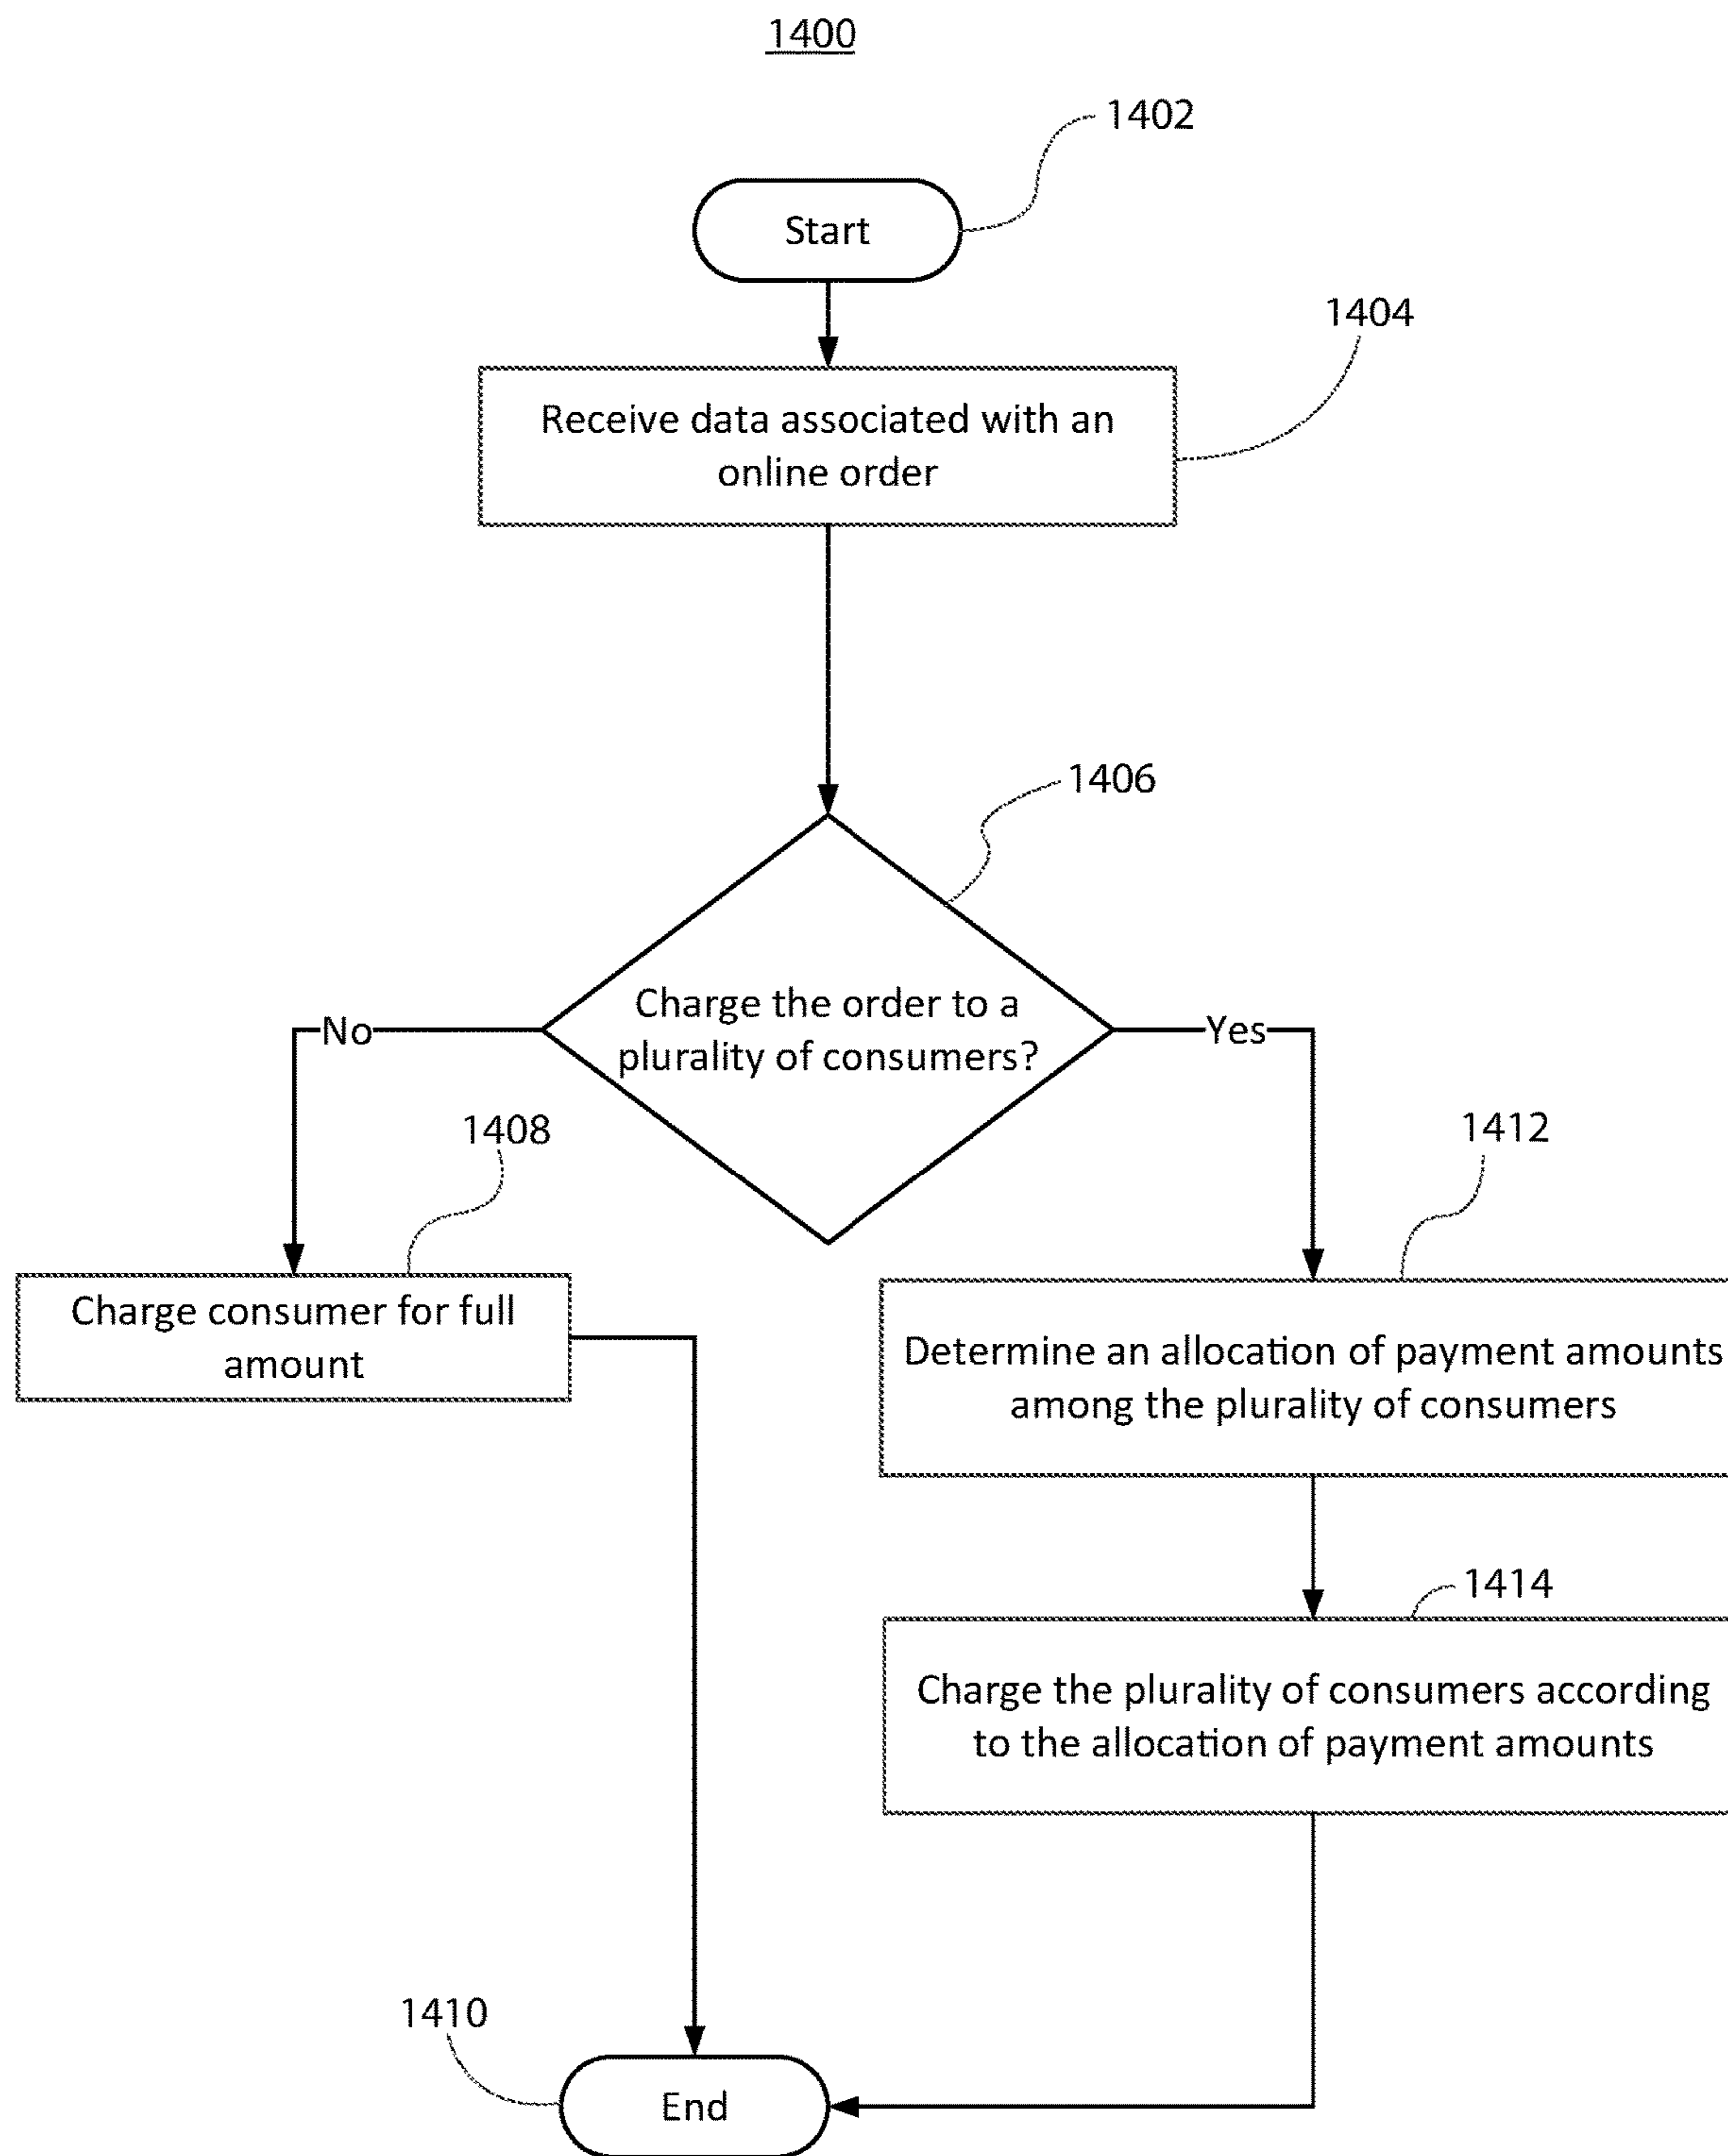 1400
1402
Start
1404
Receive data associated with an
online order
1406
Charge the order to a
plurality of consumers?
No
Yes
1408
1412
Charge consumer for full
amount
Determine an allocation of payment amounts
among the plurality of consumers
1414
Charge the plurality of consumers according
to the allocation of payment amounts
1410
End